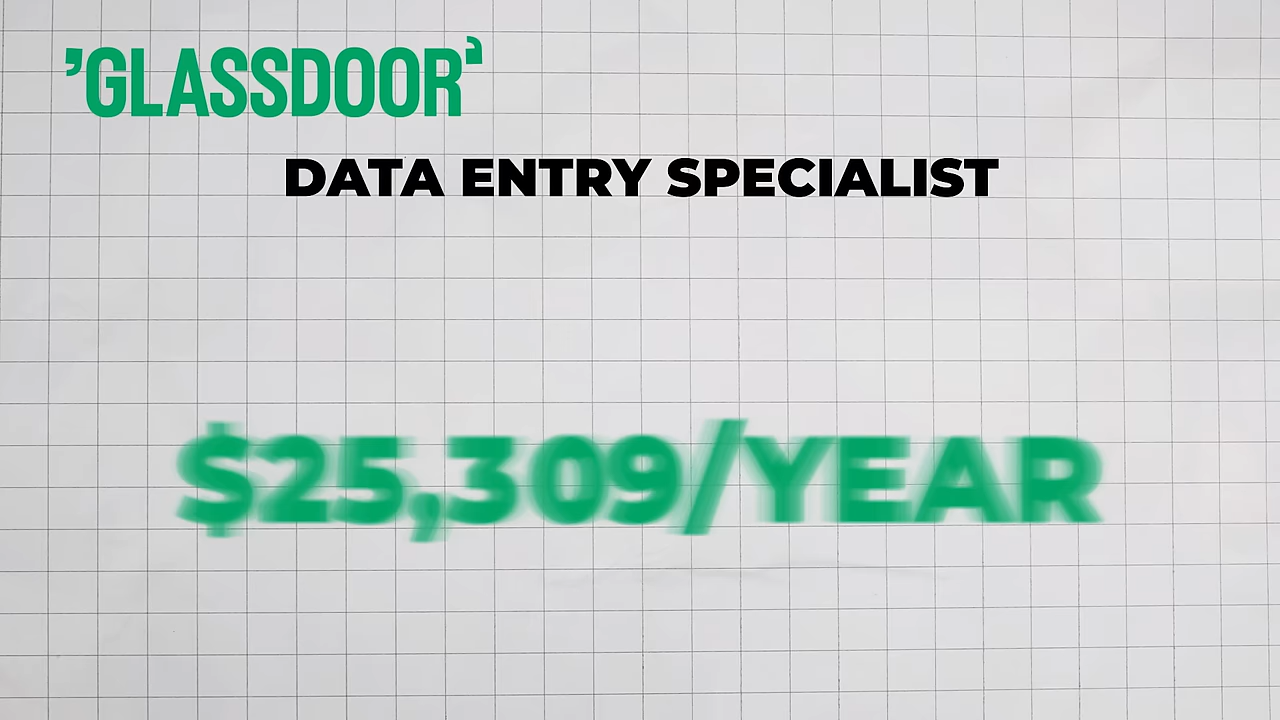 ’GLASSDOOR’
DATA ENTRY SPECIALIST
$25,309/YEAR